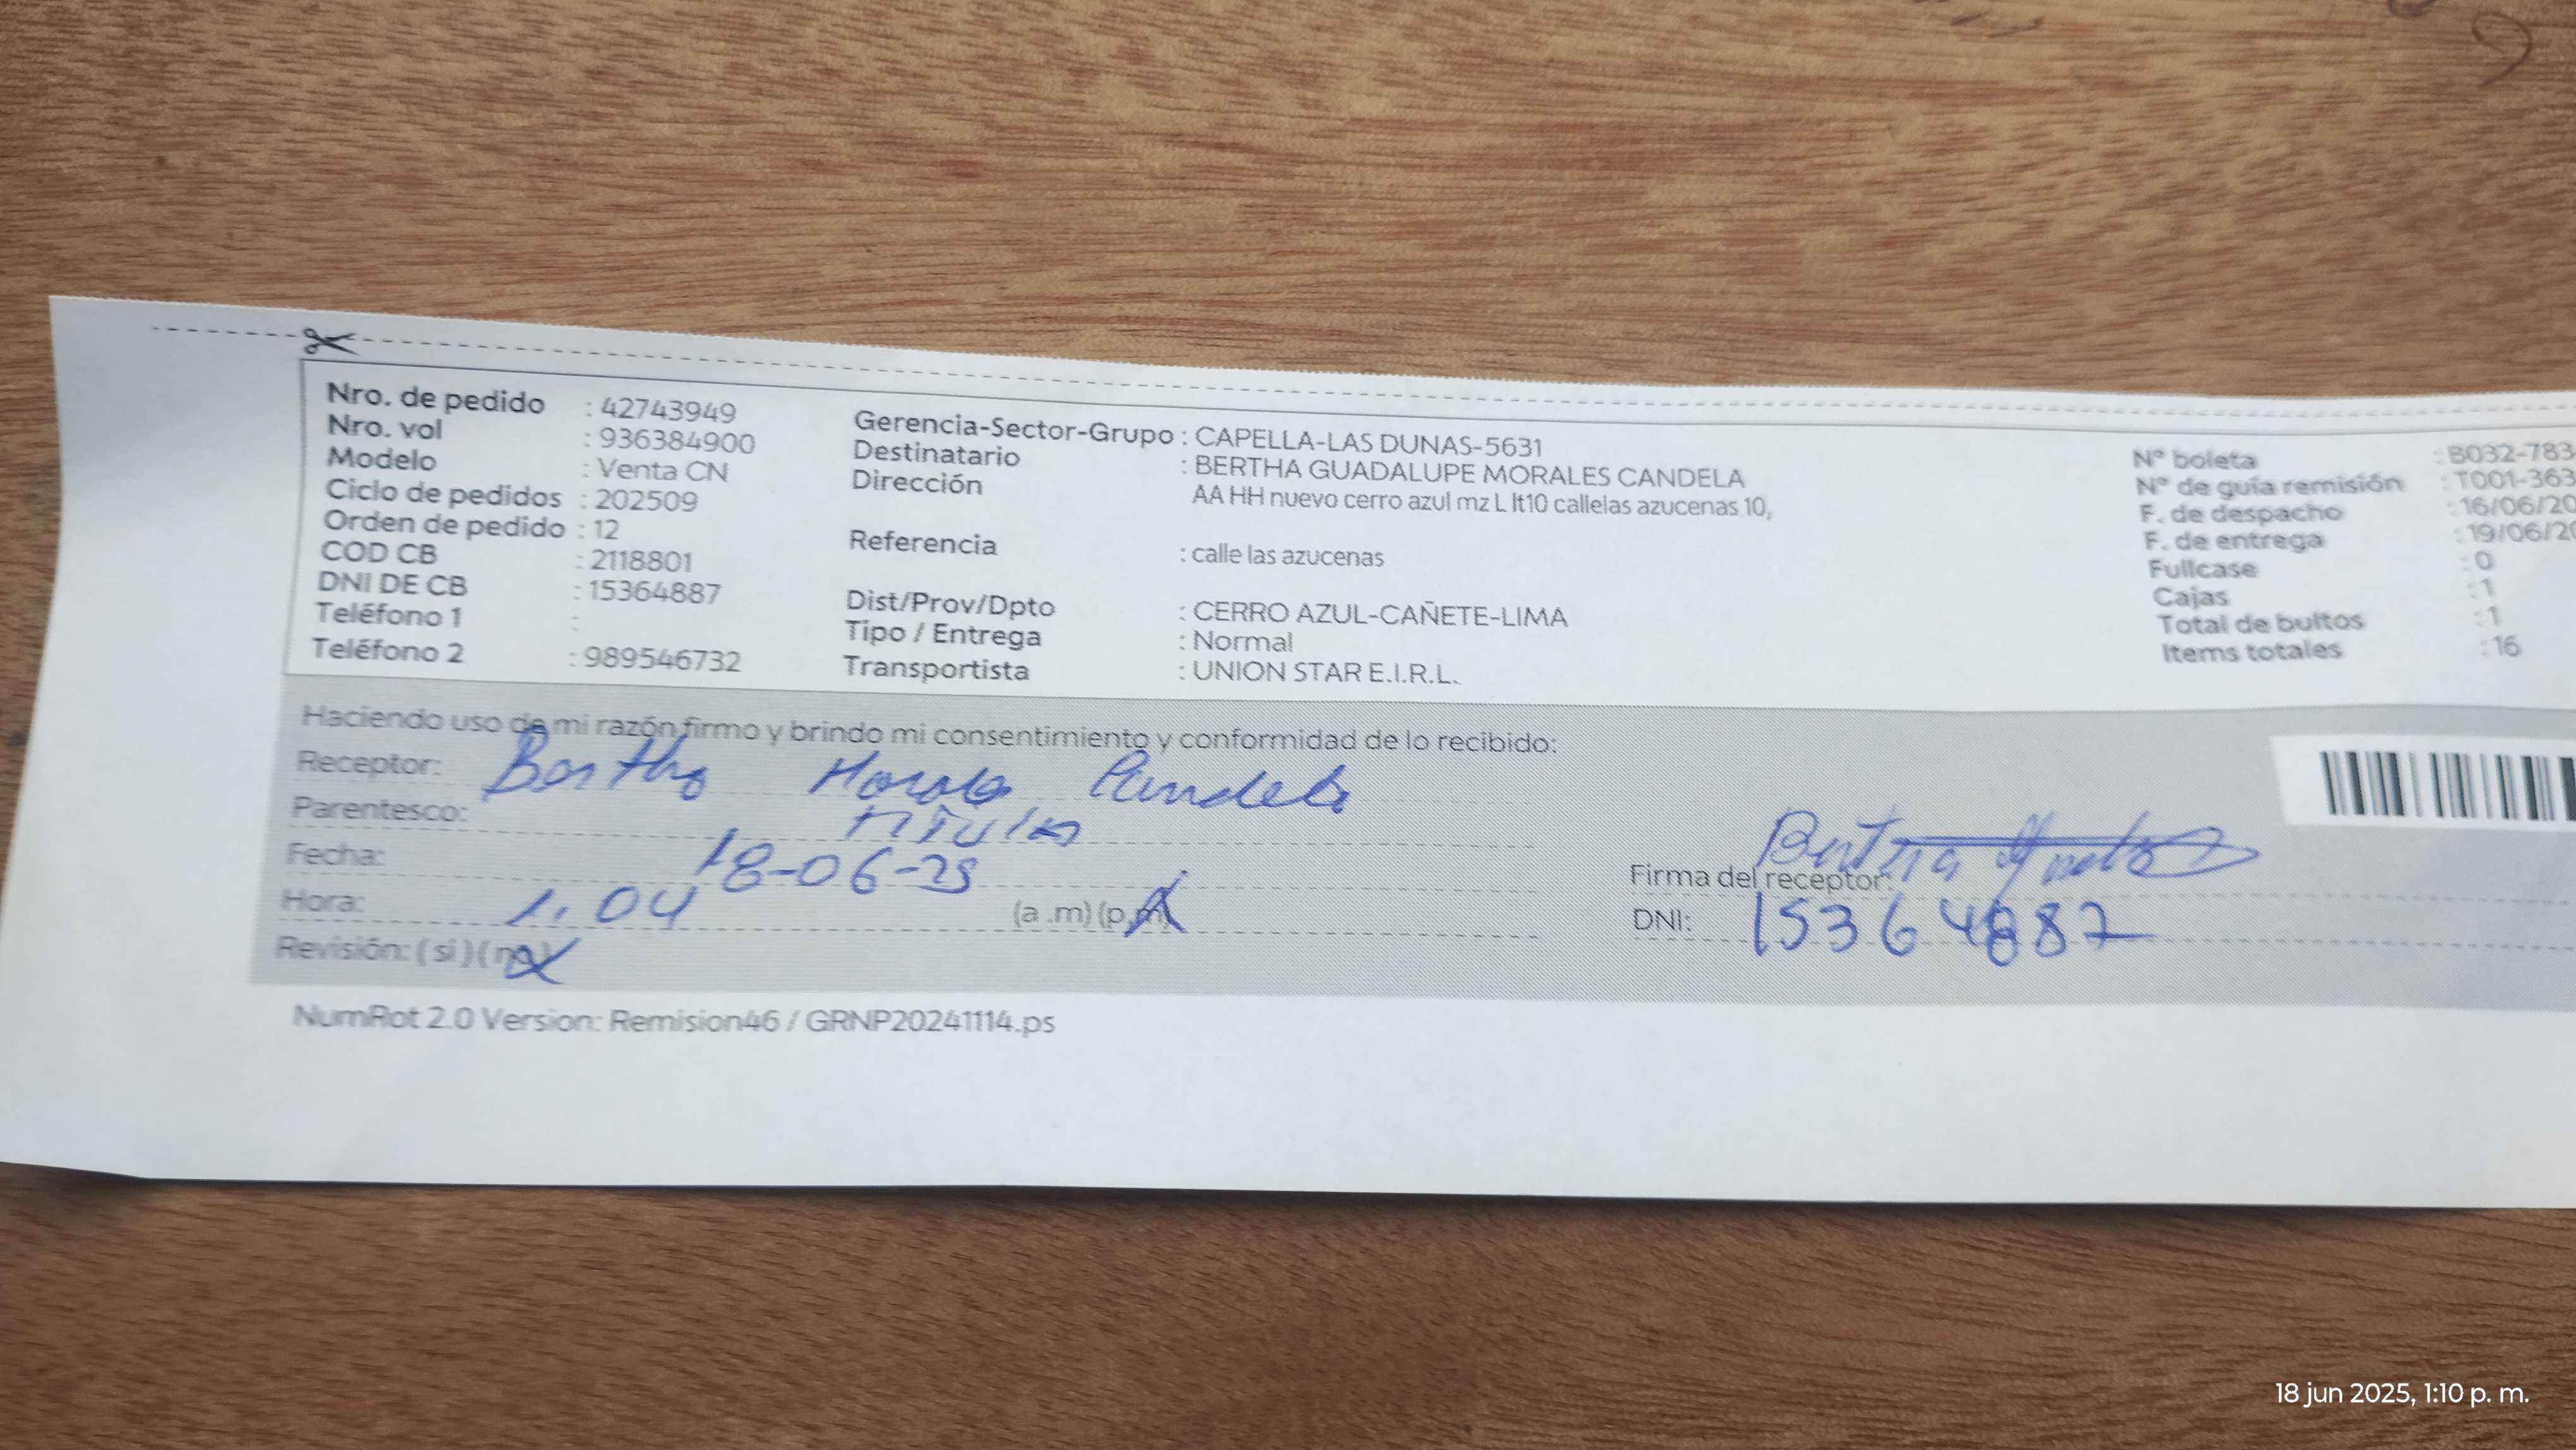 Nro. de pedido : 42743949
Nro. vol : 936384900
Modelo : Venta CN
Ciclo de pedidos : 202509
Orden de pedido : 12
COD CB : 2118801
DNI DE CB : 15364887
Teléfono 1 :
Teléfono 2 : 989546732
Gerencia-Sector-Grupo : CAPELLA-LAS DUNAS-5631
Destinatario : BERTHA GUADALUPE MORALES CANDELA
Dirección AA HH nuevo cerro azul mz L lt10 callelas azucenas 10,
Referencia : calle las azucenas
Dist/Prov/Dpto : CERRO AZUL-CAÑETE-LIMA
Tipo / Entrega : Normal
Transportista : UNION STAR E.I.R.L.
N° boleta : B032-783
N° de guía remisión : T001-363
F. de despacho : 16/06/20
F. de entrega : 19/06/20
Fullcase : 0
Cajas : 1
Total de bultos : 1
Items totales : 16
Haciendo uso de mi razón firmo y brindo mi consentimiento y conformidad de lo recibido:
Receptor: Bertha Morales Candela
Parentesco: titular
Fecha: 18-06-25
Hora: 1.04 (a .m) (p.m)
Revisión: ( si ) ( no )
Firma del receptor: Bertha
DNI: 15364887
NumRot 2.0 Version: Remision46 / GRNP20241114.ps
18 jun 2025, 1:10 p. m.